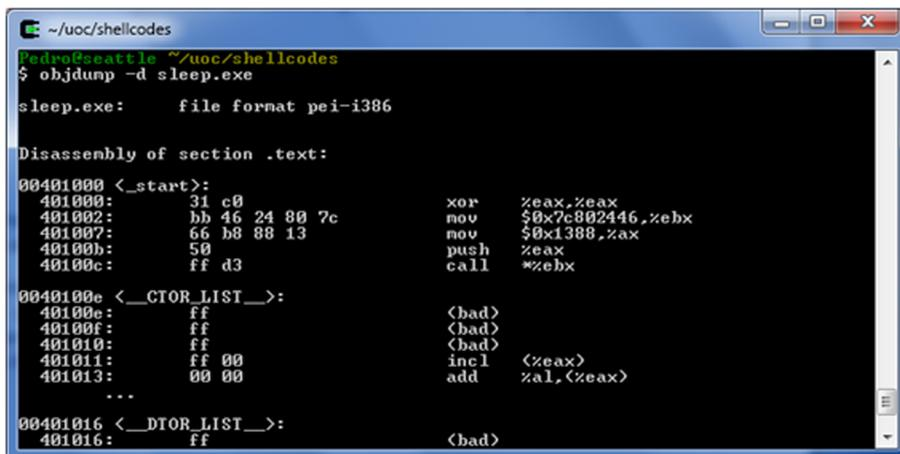 ~/uoc/shellcodes
Pedro@seattle ~/uoc/shellcodes
$ objdump -d sleep.exe
sleep.exe:     file format pei-i386
Disassembly of section .text:
00401000 <_start>:
401000:       31 c0                   xor    %eax,%eax
401002:       bb 46 24 80 7c          mov    $0x7c802446,%ebx
401007:       66 b8 88 13             mov    $0x1388,%ax
40100b:       50                      push   %eax
40100c:       ff d3                   call   *%ebx
0040100e <__CTOR_LIST__>:
40100e:       ff                      (bad)
40100f:       ff                      (bad)
401010:       ff                      (bad)
401011:       ff 00                   incl   (%eax)
401013:       00 00                   add    %al,(%eax)
...
00401016 <__DTOR_LIST__>:
401016:       ff                      (bad)